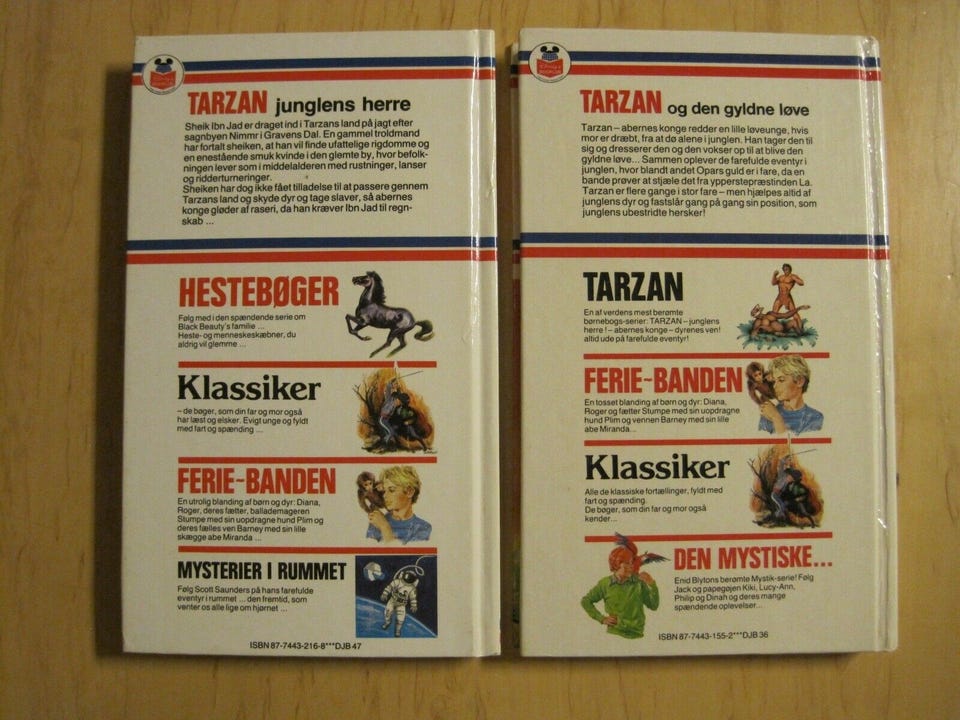 TARZAN junglens herre
Sheik Ibn Jad er draget ind i Tarzans land på jagt efter
sagnbyen Nimmr i Gravens Dal. En gammel troldmand
har fortalt sheiken, at han vil finde ufattelige rigdomme og
en enestående smuk kvinde i den glemte by, hvor befolk-
ningen lever som i middelalderen med rustninger, lanser
og ridderturneringer.
Sheiken har dog ikke fået tilladelse til at passere gennem
Tarzans land og skyde dyr og tage slaver, så abernes
konge gløder af raseri, da han kræver Ibn Jad til regn-
skab ...
HESTEBØGER
Følg med i den spændende serie om
Black Beauty's familie ...
Heste- og menneskeskæbner, du
aldrig vil glemme ...
Klassiker
– de bøger, som din far og mor også
har læst og elsker. Evigt unge og fyldt
med fart og spænding ...
FERIE-BANDEN
En utrolig blanding af børn og dyr: Diana,
Roger, deres fætter, ballademageren
Stumpe med sin uopdragne hund Plim og
deres fælles ven Barney med sin lille
skægge abe Miranda ...
MYSTERIER I RUMMET
Følg Scott Saunders på hans farefulde
eventyr i rummet ... den fremtid, som
venter os alle lige om hjørnet ...
ISBN 87-7443-216-8***DJB 47
TARZAN og den gyldne løve
Tarzan – abernes konge redder en lille løveunge, hvis
mor er dræbt, fra at dø alene i junglen. Han tager den til
sig og dresserer den og den vokser op til at blive den
gyldne løve... Sammen oplever de farefulde eventyr i
junglen, hvor blandt andet Opars guld er i fare, da en
bande prøver at stjæle det fra ypperstepræstinden La.
Tarzan er flere gange i stor fare – men hjælpes altid af
junglens dyr og fastslår gang på gang sin position, som
junglens ubestridte hersker!
TARZAN
En af verdens mest berømte
børnebogs-serier: TARZAN – junglens
herre ! – abernes konge – dyrenes ven!
altid ude på farefulde eventyr!
FERIE-BANDEN
En tosset blanding af børn og dyr: Diana,
Roger og fætter Stumpe med sin uopdragne
hund Plim og vennen Barney med sin lille
abe Miranda...
Klassiker
Alle de klassiske fortællinger, fyldt med
fart og spænding.
De bøger, som din far og mor også
kender...
DEN MYSTISKE...
Enid Blytons berømte Mystik-serie! Følg
Jack og papegøjen Kiki, Lucy-Ann,
Philip og Dinah og deres mange
spændende oplevelser...
ISBN 87-7443-155-2***DJB 36